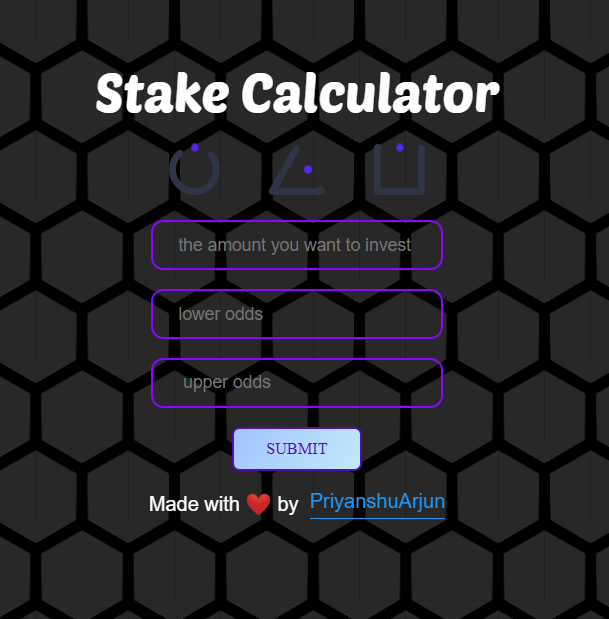 Stake Calculator
the amount you want to invest
lower odds
upper odds
SUBMIT
Made with ❤️ by PriyanshuArjun